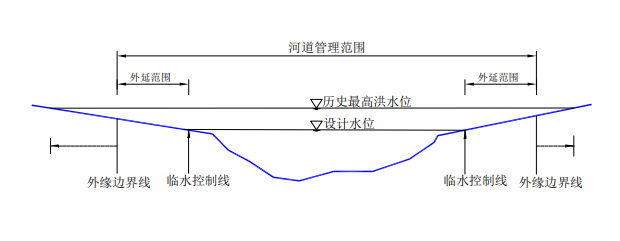 河道管理范围
外延范围
外延范围
历史最高洪水位
设计水位
外缘边界线
临水控制线
临水控制线
外缘边界线